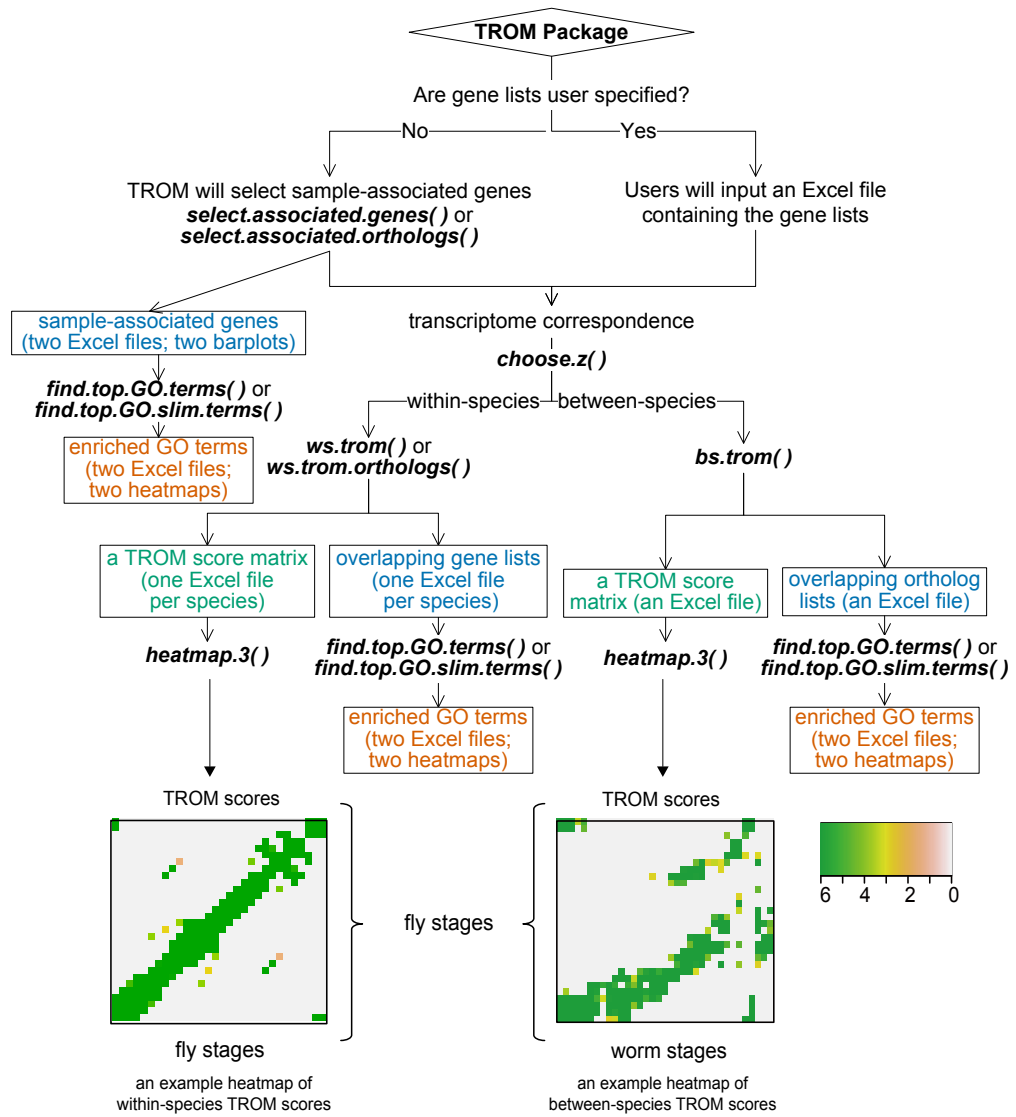 TROM Package
Are gene lists user specified?
No
Yes
TROM will select sample-associated genes
select.associated.genes( ) or
select.associated.orthologs( )
Users will input an Excel file
containing the gene lists
sample-associated genes
(two Excel files; two barplots)
transcriptome correspondence
choose.z( )
find.top.GO.terms( ) or
find.top.GO.slim.terms( )
within-species
between-species
enriched GO terms
(two Excel files;
two heatmaps)
ws.trom( ) or
ws.trom.orthologs( )
bs.trom( )
a TROM score matrix
(one Excel file
per species)
overlapping gene lists
(one Excel file
per species)
a TROM score
matrix (an Excel file)
overlapping ortholog
lists (an Excel file)
heatmap.3( )
find.top.GO.terms( ) or
find.top.GO.slim.terms( )
heatmap.3( )
find.top.GO.terms( ) or
find.top.GO.slim.terms( )
enriched GO terms
(two Excel files;
two heatmaps)
enriched GO terms
(two Excel files;
two heatmaps)
TROM scores
TROM scores
6 4 2 0
fly stages
fly stages
worm stages
an example heatmap of
within-species TROM scores
an example heatmap of
between-species TROM scores